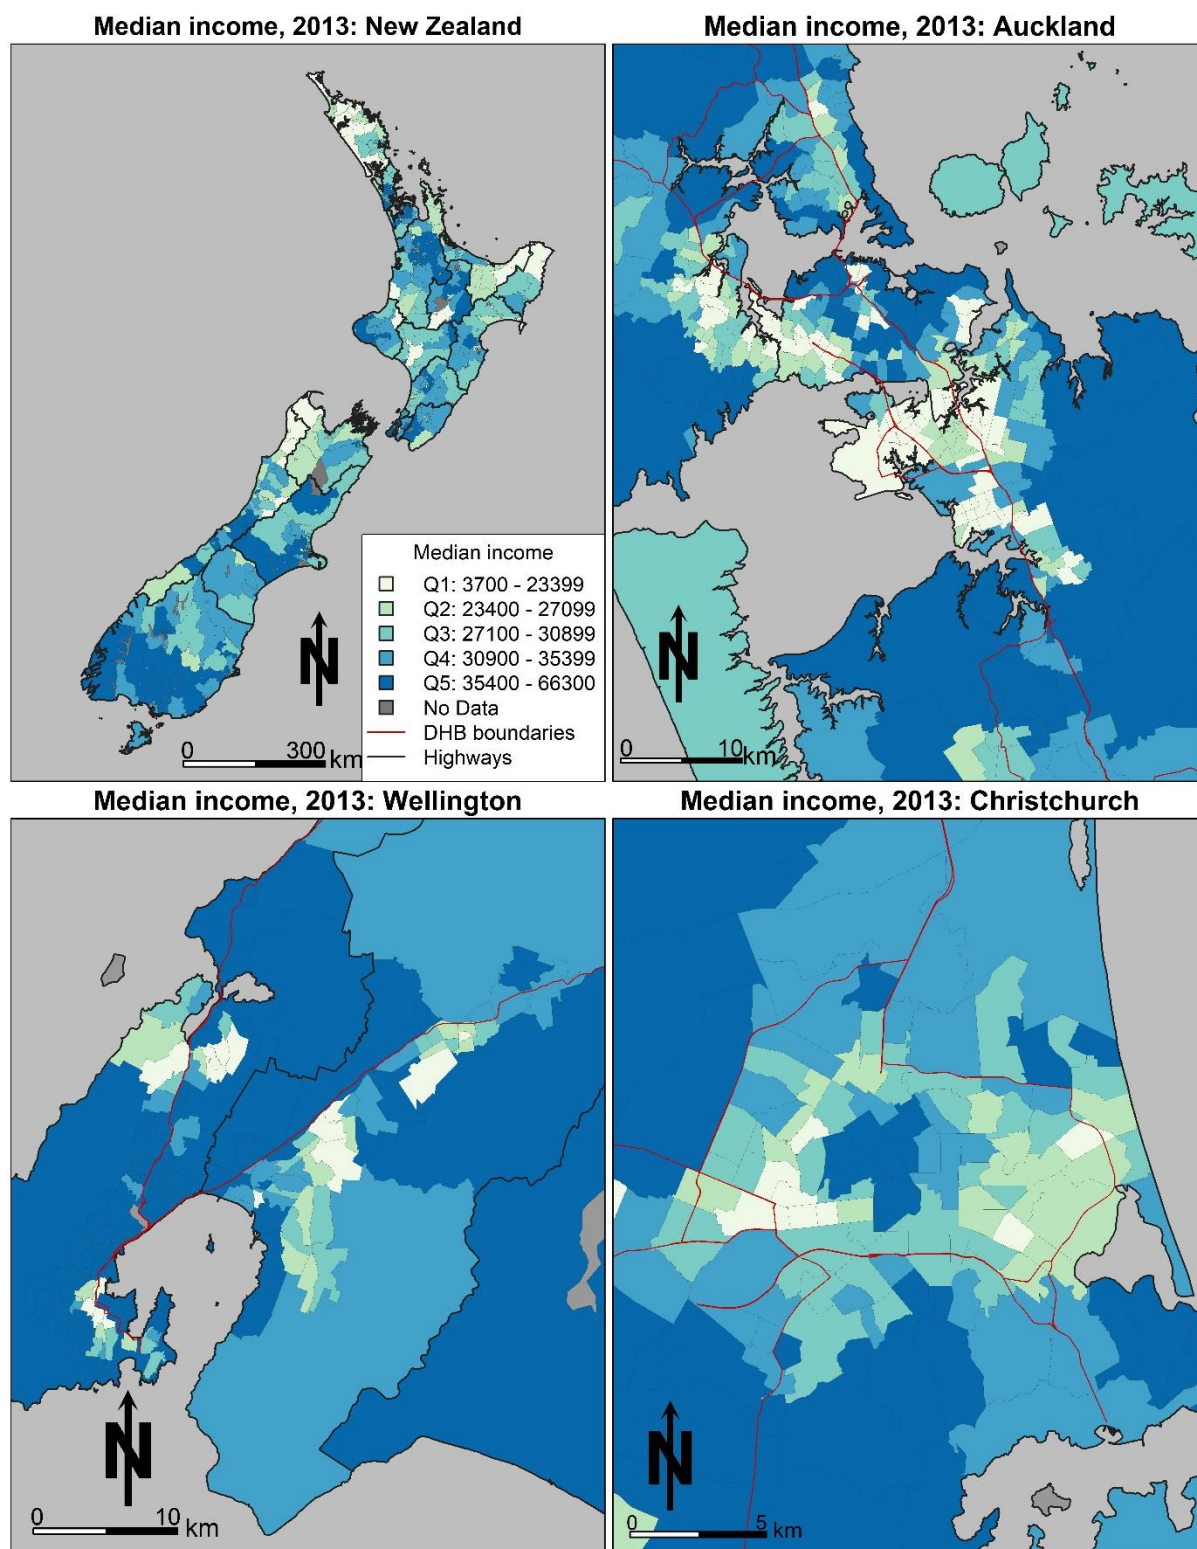 Median income, 2013: New Zealand
Median income
Q1: 3700 - 23399
Q2: 23400 - 27099
Q3: 27100 - 30899
Q4: 30900 - 35399
Q5: 35400 - 66300
No Data
DHB boundaries
Highways
N
0 300 km
Median income, 2013: Auckland
N
0 10 km
Median income, 2013: Wellington
N
0 10 km
Median income, 2013: Christchurch
N
0 5 km